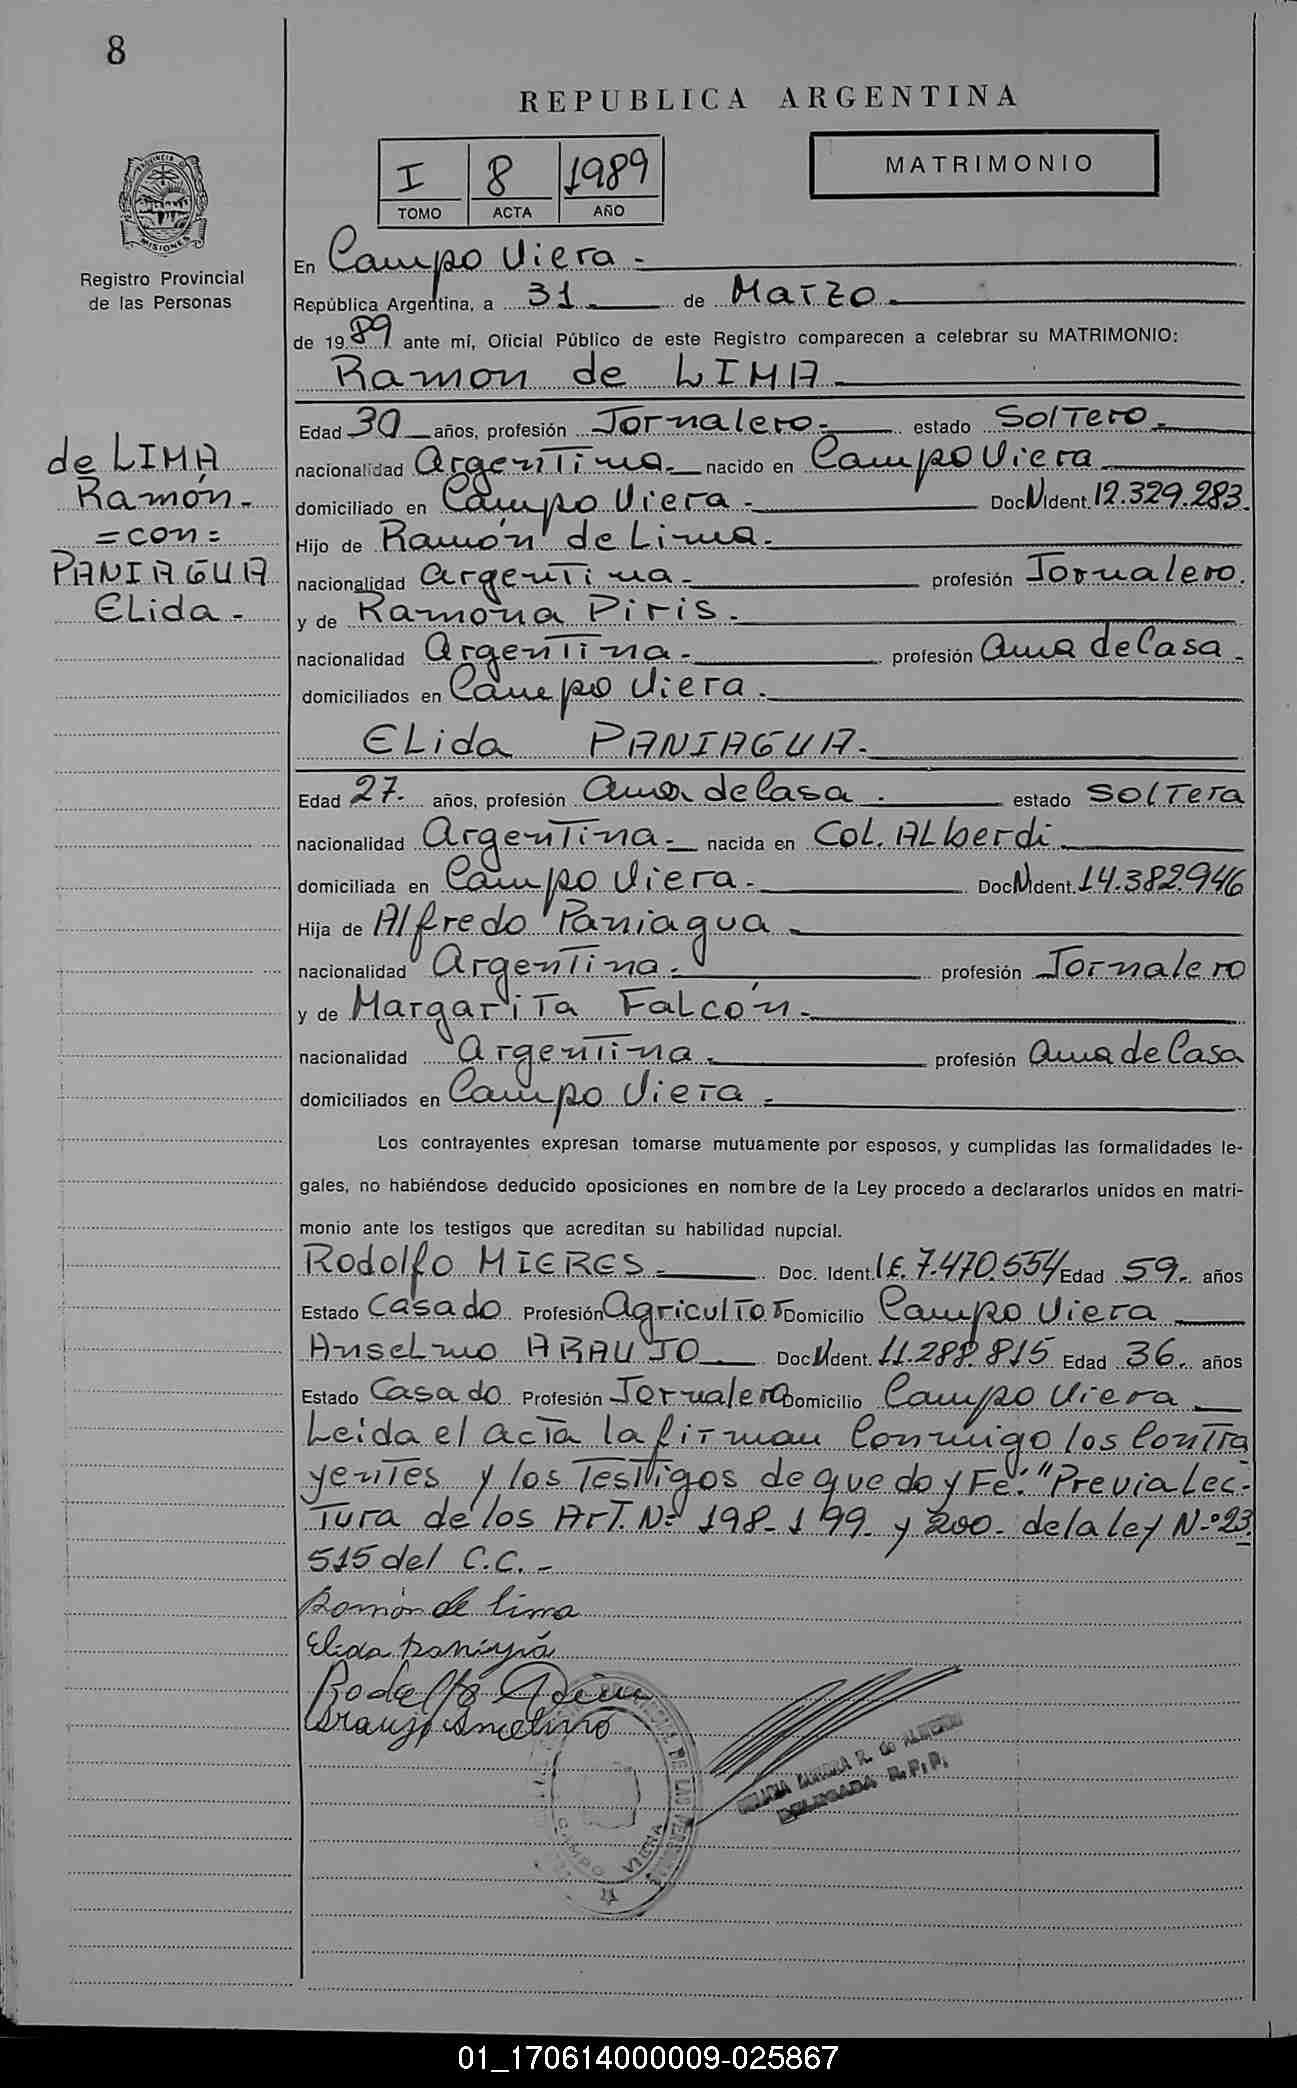 8
REPUBLICA ARGENTINA
MATRIMONIO
I 8 1989
TOMO ACTA AÑO
PROVINCIA DE
MISIONES
Registro Provincial
de las Personas
de LIMA
Ramón.-
=con=
PANIAGUA
ELida.-
En Campo Viera.-
República Argentina, a 31.- de Marzo.-
de 1989 ante mí, Oficial Público de este Registro comparecen a celebrar su MATRIMONIO:
Ramon de LIMA.-
Edad 30 años, profesión Jornalero.- estado Soltero.-
nacionalidad Argentina.- nacido en Campo Viera
domiciliado en Campo Viera.- Doc N Ident. 12.329.283.
Hijo de Ramón de Lima.-
nacionalidad argentina.- profesión Jornalero.
y de Ramona Piris.-
nacionalidad Argentina.- profesión Ama de Casa.-
domiciliados en Campo Viera.-
ELida PANIAGUA.-
Edad 27.- años, profesión Ama de Casa.- estado Soltera
nacionalidad Argentina.- nacida en Col. ALberdi
domiciliada en Campo Viera.- Doc N Ident. 14.382.946
Hija de Alfredo Paniagua.-
nacionalidad Argentina.- profesión Jornalero
y de Margarita Falcón.-
nacionalidad argentina.- profesión ama de Casa
domiciliados en Campo Viera.-
Los contrayentes expresan tomarse mutuamente por esposos, y cumplidas las formalidades le-
gales, no habiéndose deducido oposiciones en nombre de la Ley procedo a declararlos unidos en matri-
monio ante los testigos que acreditan su habilidad nupcial.
Rodolfo MIERES.- Doc. Ident. LE. 7.470.554 Edad 59.- años
Estado Casado Profesión Agricultor Domicilio Campo Viera
AnseLmo ARAUJO Doc N Ident. 11.288.815 Edad 36.- años
Estado Casado Profesión Jornalero Domicilio Campo Viera
Leida el acta la firman Conmigo los Contra
yentes y los Testigos de que doy Fe.- "Previa Lec-
tura de los Art. Nº 198- 199- y 200- de la ley N.º 23.
515 del C.C.-
Ramón de Lima
Elida
Rodolfo
Araujo Anselmo
CAMPO VIERA
DELEGADA R.P.P.
01_170614000009-025867